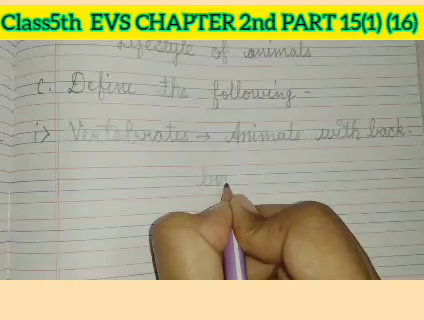 Class5th EVS CHAPTER 2nd PART 15(1) (16)
Lifestyle of animals
c. Define the following -
i> Vertebrates → Animals with back-
bo